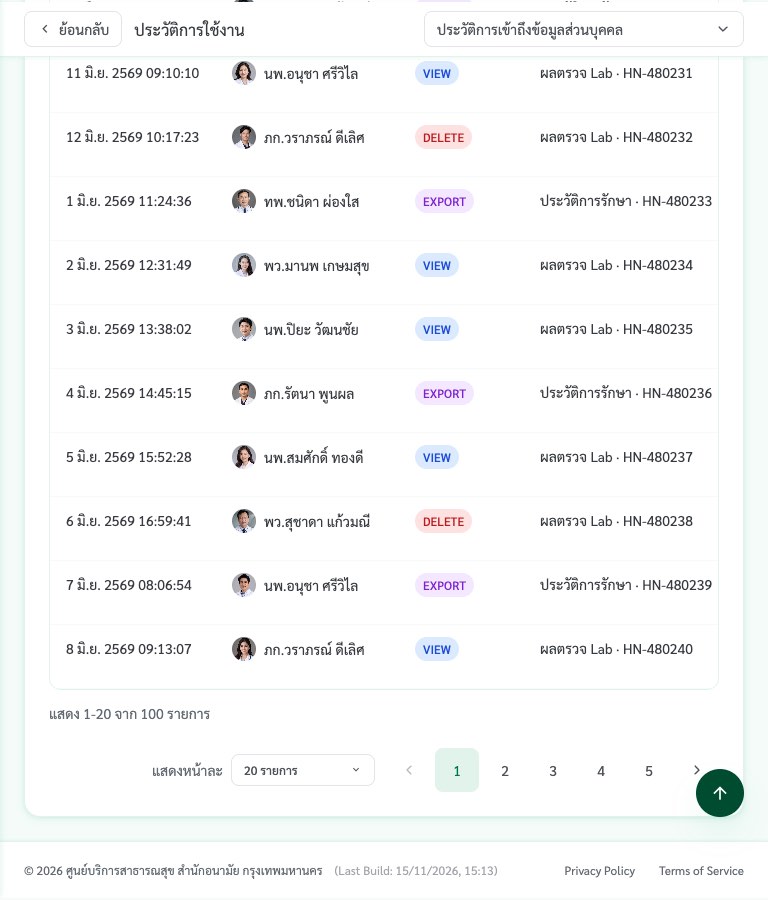 ย้อนกลับ ประวัติการใช้งาน ประวัติการเข้าถึงข้อมูลส่วนบุคคล
11 มิ.ย. 2569 09:10:10 นพ.อนุชา ศรีวิไล VIEW ผลตรวจ Lab · HN-480231
12 มิ.ย. 2569 10:17:23 ภก.วราภรณ์ ดีเลิศ DELETE ผลตรวจ Lab · HN-480232
1 มิ.ย. 2569 11:24:36 ทพ.ชนิดา ผ่องใส EXPORT ประวัติการรักษา · HN-480233
2 มิ.ย. 2569 12:31:49 พว.มานพ เกษมสุข VIEW ผลตรวจ Lab · HN-480234
3 มิ.ย. 2569 13:38:02 นพ.ปิยะ วัฒนชัย VIEW ผลตรวจ Lab · HN-480235
4 มิ.ย. 2569 14:45:15 ภก.รัตนา พูนผล EXPORT ประวัติการรักษา · HN-480236
5 มิ.ย. 2569 15:52:28 นพ.สมศักดิ์ ทองดี VIEW ผลตรวจ Lab · HN-480237
6 มิ.ย. 2569 16:59:41 พว.สุชาดา แก้วมณี DELETE ผลตรวจ Lab · HN-480238
7 มิ.ย. 2569 08:06:54 นพ.อนุชา ศรีวิไล EXPORT ประวัติการรักษา · HN-480239
8 มิ.ย. 2569 09:13:07 ภก.วราภรณ์ ดีเลิศ VIEW ผลตรวจ Lab · HN-480240
แสดง 1-20 จาก 100 รายการ
แสดงหน้าละ 20 รายการ 1 2 3 4 5
© 2026 ศูนย์บริการสาธารณสุข สำนักอนามัย กรุงเทพมหานคร (Last Build: 15/11/2026, 15:13) Privacy Policy Terms of Service